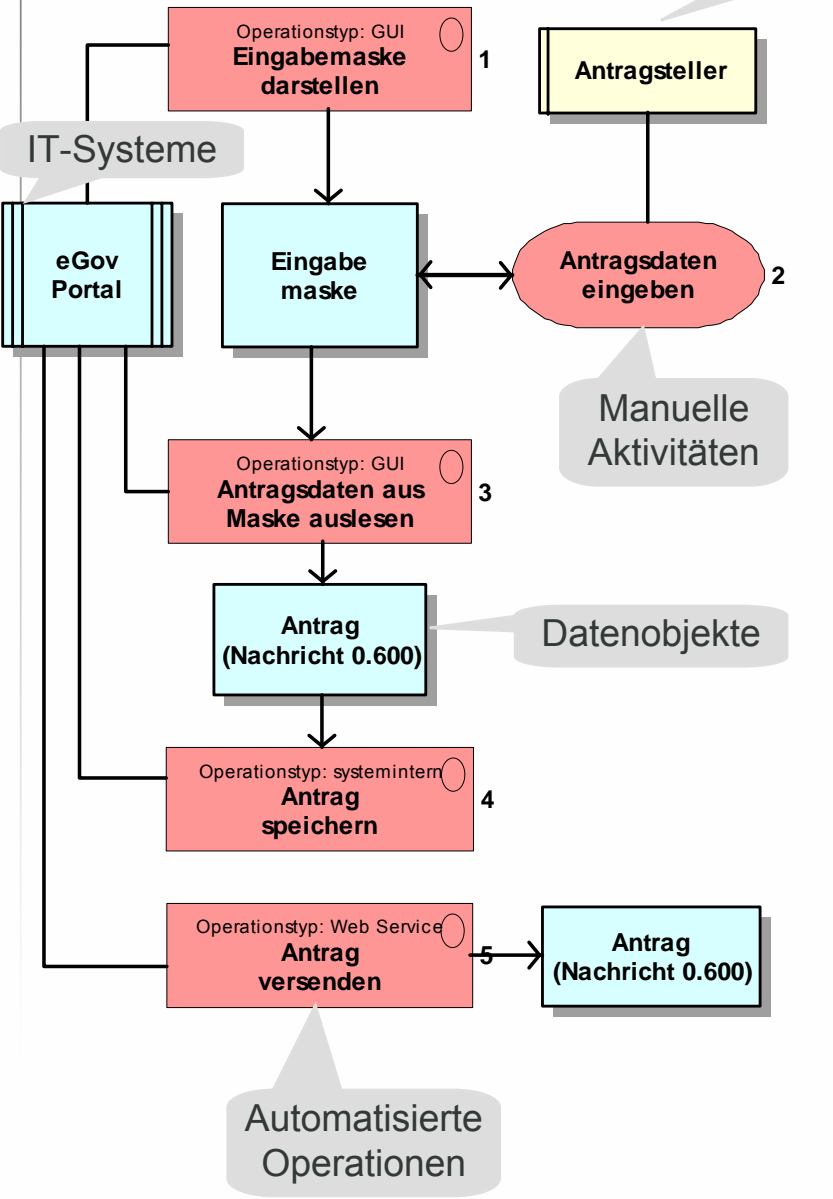 Operationstyp: GUI
Eingabemaske
darstellen
1
Antragsteller
IT-Systeme
eGov
Portal
Eingabe
maske
Antragsdaten
eingeben
2
Manuelle
Aktivitäten
Operationstyp: GUI
Antragsdaten aus
Maske auslesen
3
Antrag
(Nachricht 0.600)
Datenobjekte
Operationstyp: systemintern
Antrag
speichern
4
Operationstyp: Web Service
Antrag
versenden
5
Antrag
(Nachricht 0.600)
Automatisierte
Operationen